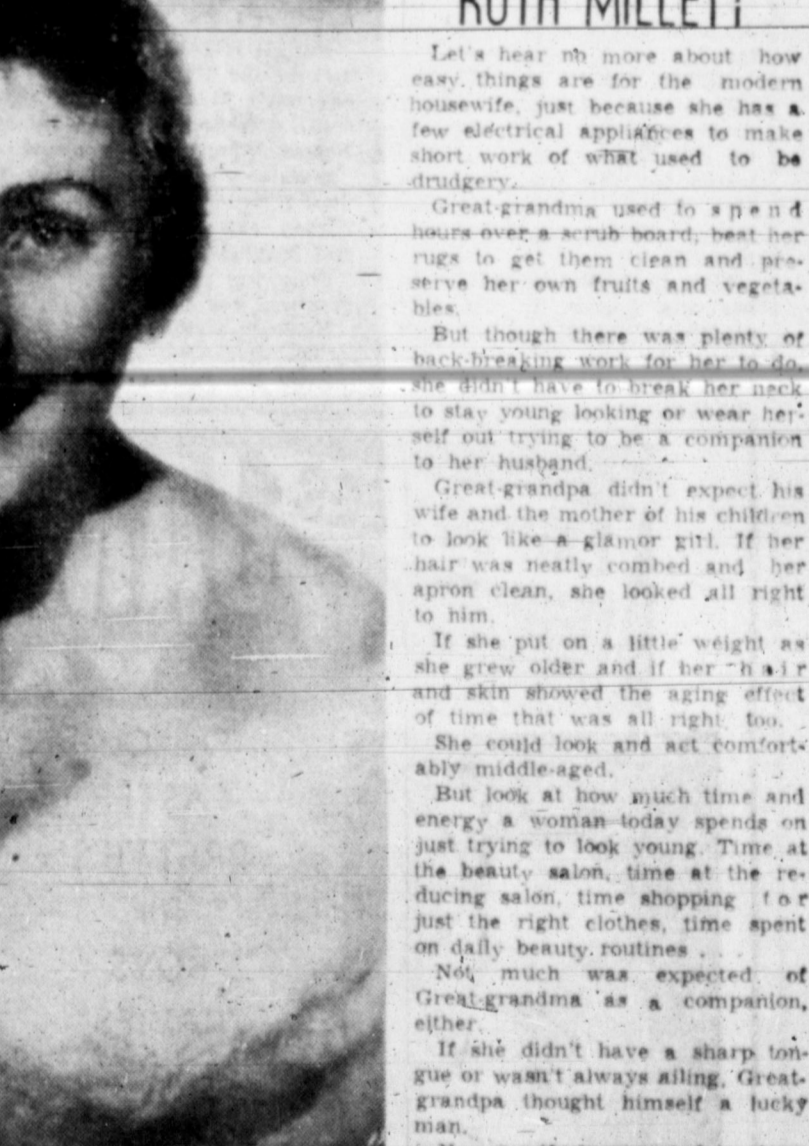 RUTH MILLETT
Let's hear no more about how
easy things are for the modern
housewife, just because she has a
few electrical appliances to make
short work of what used to be
drudgery.
Great-grandma used to spend
hours over a scrub board, beat her
rugs to get them clean and pre-
serve her own fruits and vegeta-
bles.
But though there was plenty of
back-breaking work for her to do,
she didn't have to break her neck
to stay young looking or wear her-
self out trying to be a companion
to her husband.
Great-grandpa didn't expect his
wife and the mother of his children
to look like a glamor girl. If her
hair was neatly combed and her
apron clean, she looked all right
to him.
If she put on a little weight as
she grew older and if her hair
and skin showed the aging effect
of time that was all right, too.
She could look and act comfort-
ably middle-aged.
But look at how much time and
energy a woman today spends on
just trying to look young. Time at
the beauty salon, time at the re-
ducing salon, time shopping for
just the right clothes, time spent
on daily beauty routines . . .
Not much was expected of
Great-grandma as a companion,
either.
If she didn't have a sharp ton-
gue or wasn't always ailing, Great-
grandpa thought himself a lucky
man.